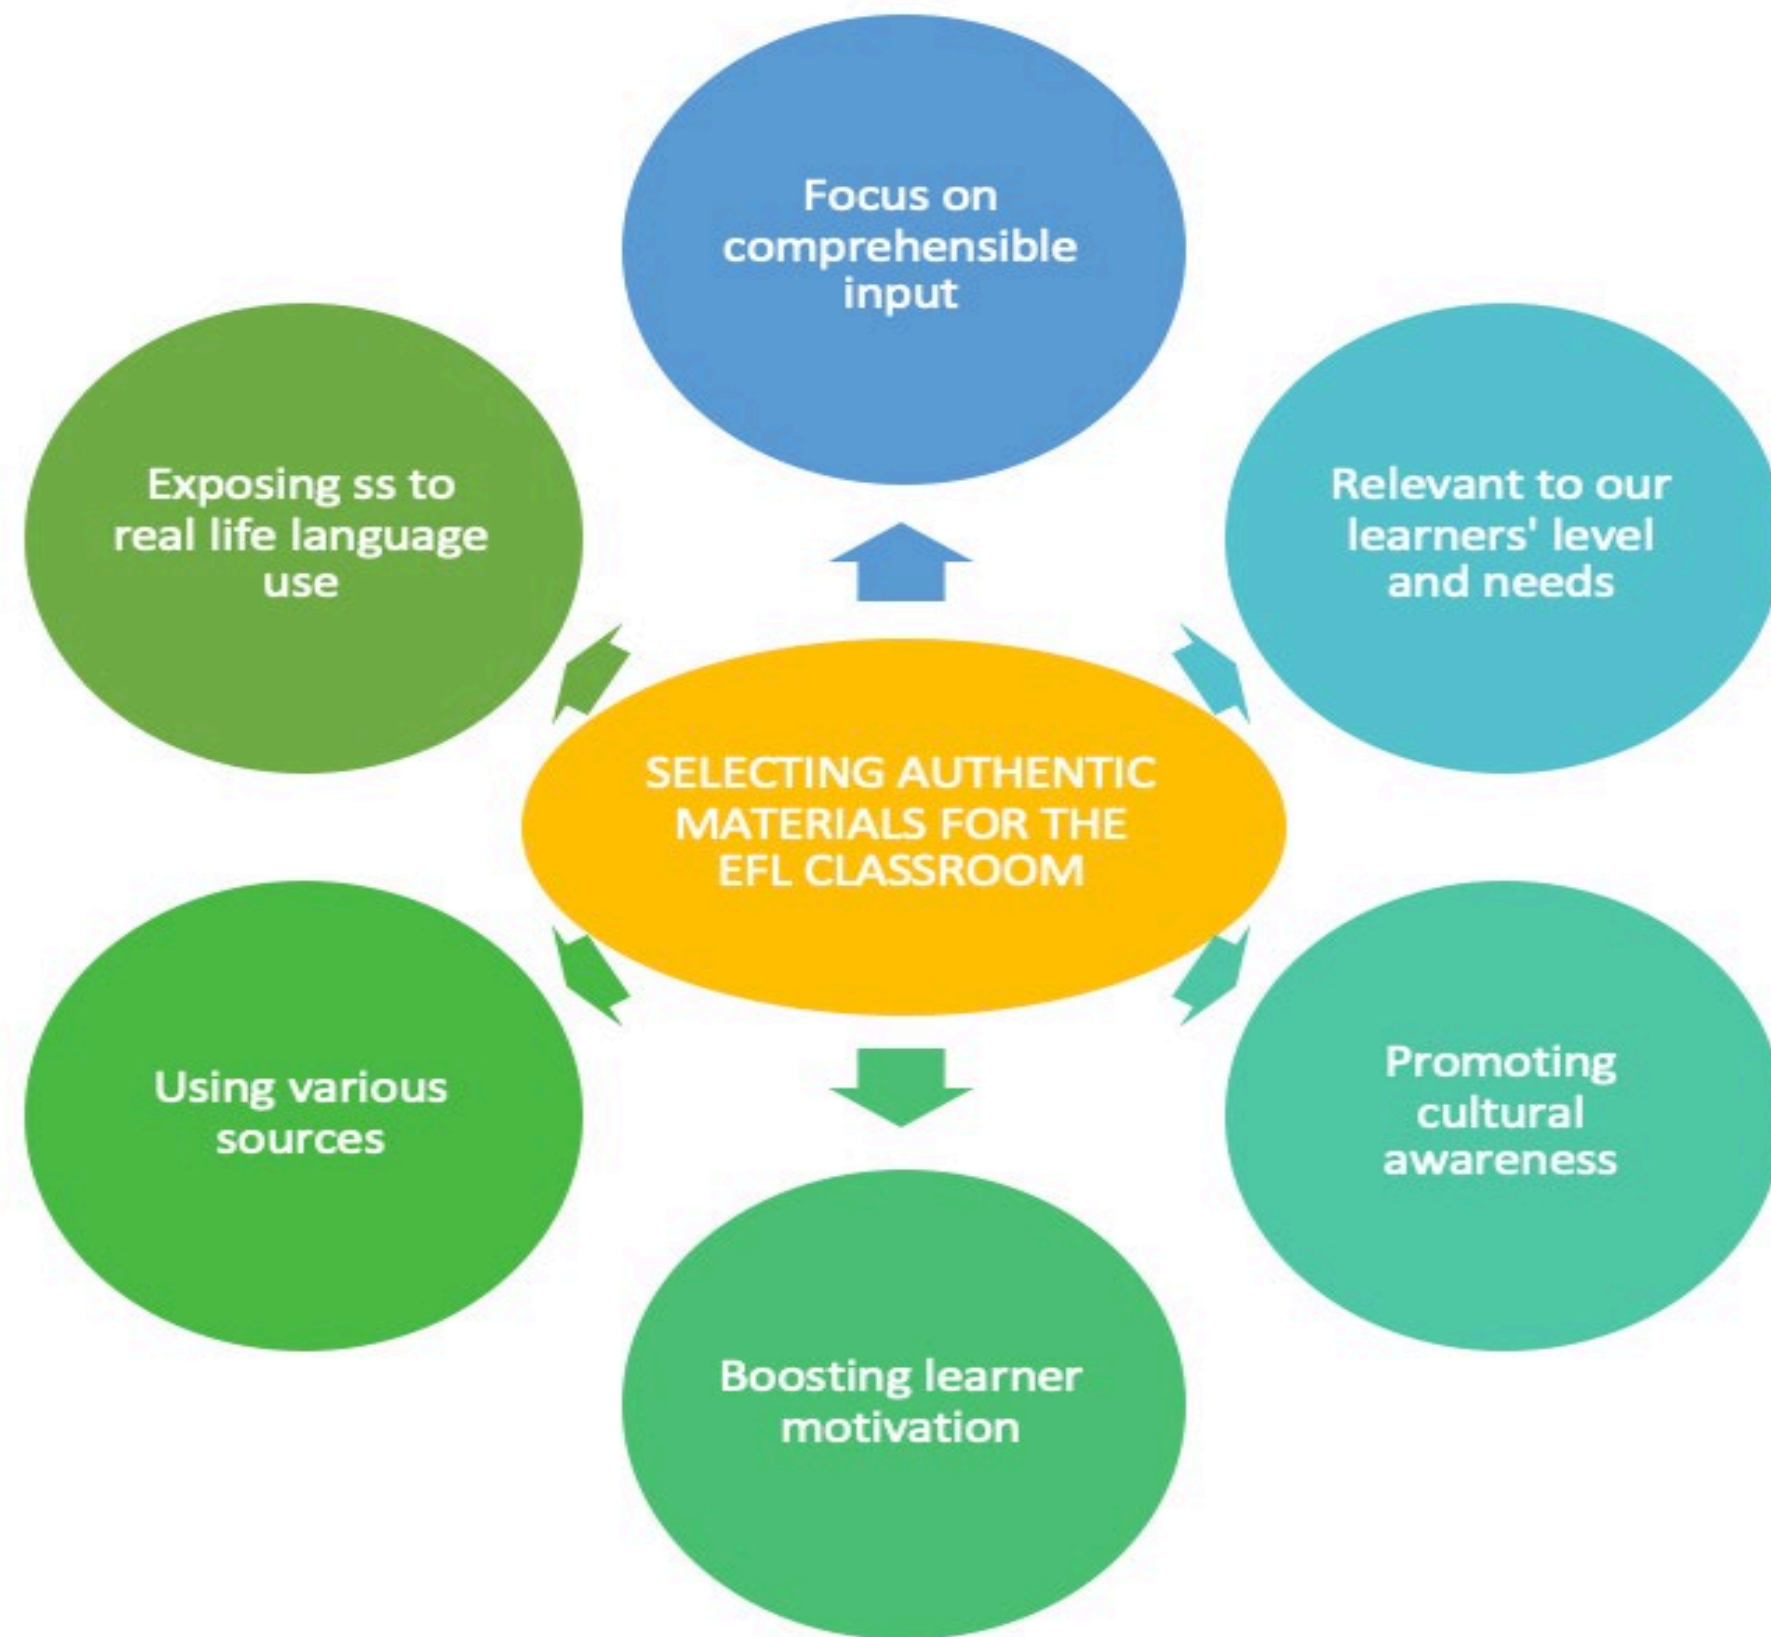 Focus on
comprehensible
input
Exposing ss to
real life language
use
Relevant to our
learners' level
and needs
SELECTING AUTHENTIC
MATERIALS FOR THE
EFL CLASSROOM
Using various
sources
Promoting
cultural
awareness
Boosting learner
motivation